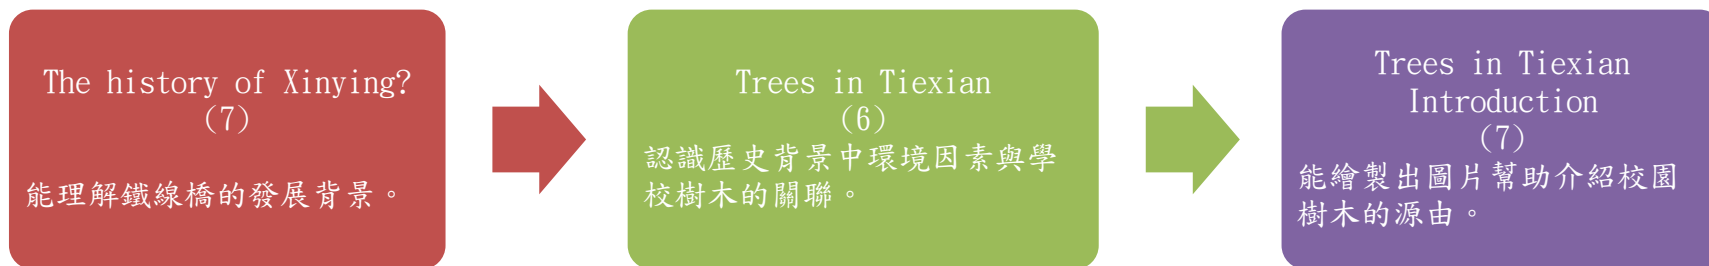 The history of Xinying?
(7)
能理解鐵線橋的發展背景。
Trees in Tiexian
(6)
認識歷史背景中環境因素與學
校樹木的關聯。
Trees in Tiexian
Introduction
(7)
能繪製出圖片幫助介紹校園
樹木的源由。